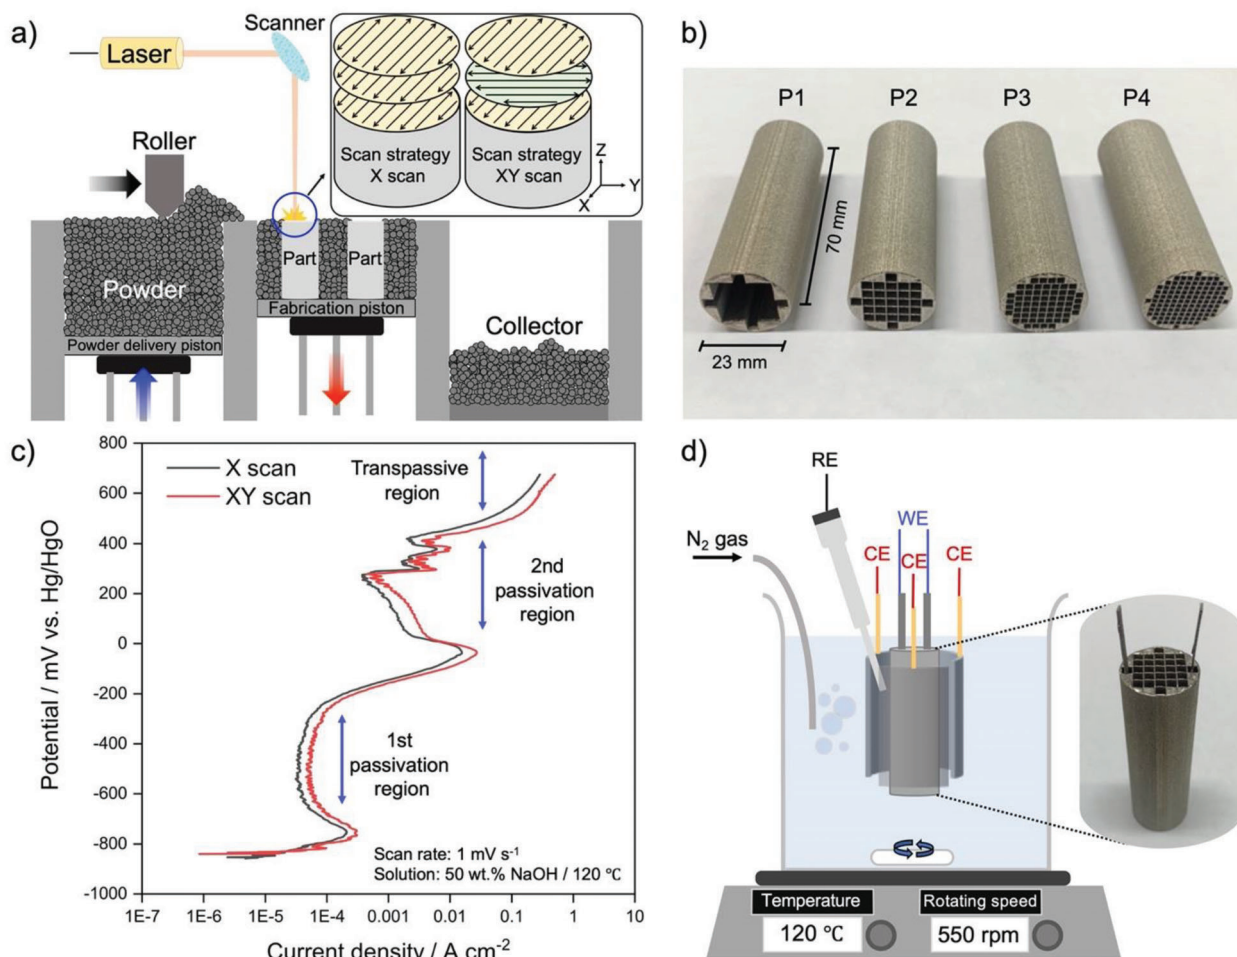 a)
Laser
Scanner
Roller
Scan strategy
X scan
Scan strategy
XY scan
Z
Y
X
Part
Part
Powder
Fabrication piston
Powder delivery piston
Collector
b)
P1
P2
P3
P4
70 mm
23 mm
c)
Potential / mV vs. Hg/HgO
800
600
400
200
0
-200
-400
-600
-800
-1000
X scan
XY scan
Transpassive
region
2nd
passivation
region
1st
passivation
region
Scan rate: 1 mV s⁻¹
Solution: 50 wt.% NaOH / 120 ℃
1E-7
1E-6
1E-5
1E-4
0.001
0.01
0.1
1
10
Current density / A cm⁻²
d)
RE
N₂ gas
WE
CE
CE
CE
Temperature
120 ℃
Rotating speed
550 rpm